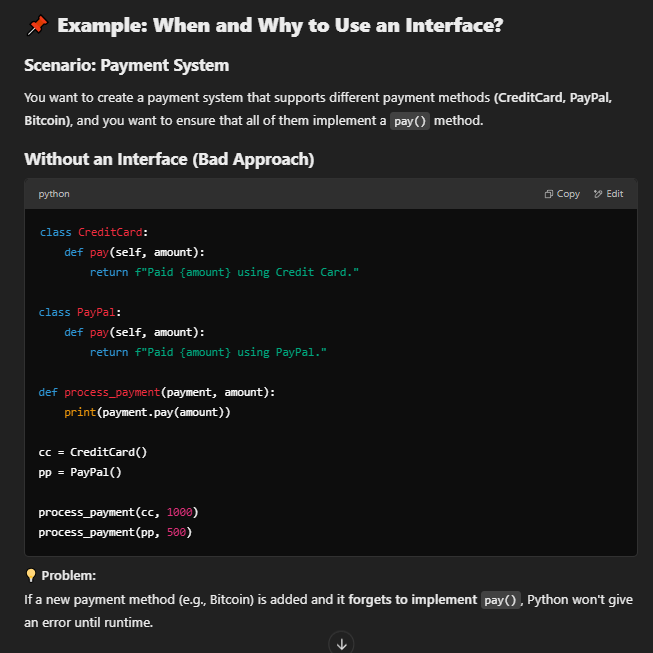 📌 Example: When and Why to Use an Interface?
Scenario: Payment System
You want to create a payment system that supports different payment methods (CreditCard, PayPal,
Bitcoin), and you want to ensure that all of them implement a pay() method.
Without an Interface (Bad Approach)
python Copy Edit
class CreditCard:
    def pay(self, amount):
        return f"Paid {amount} using Credit Card."
class PayPal:
    def pay(self, amount):
        return f"Paid {amount} using PayPal."
def process_payment(payment, amount):
    print(payment.pay(amount))
cc = CreditCard()
pp = PayPal()
process_payment(cc, 1000)
process_payment(pp, 500)
💡 Problem:
If a new payment method (e.g., Bitcoin) is added and it forgets to implement pay(), Python won't give
an error until runtime.